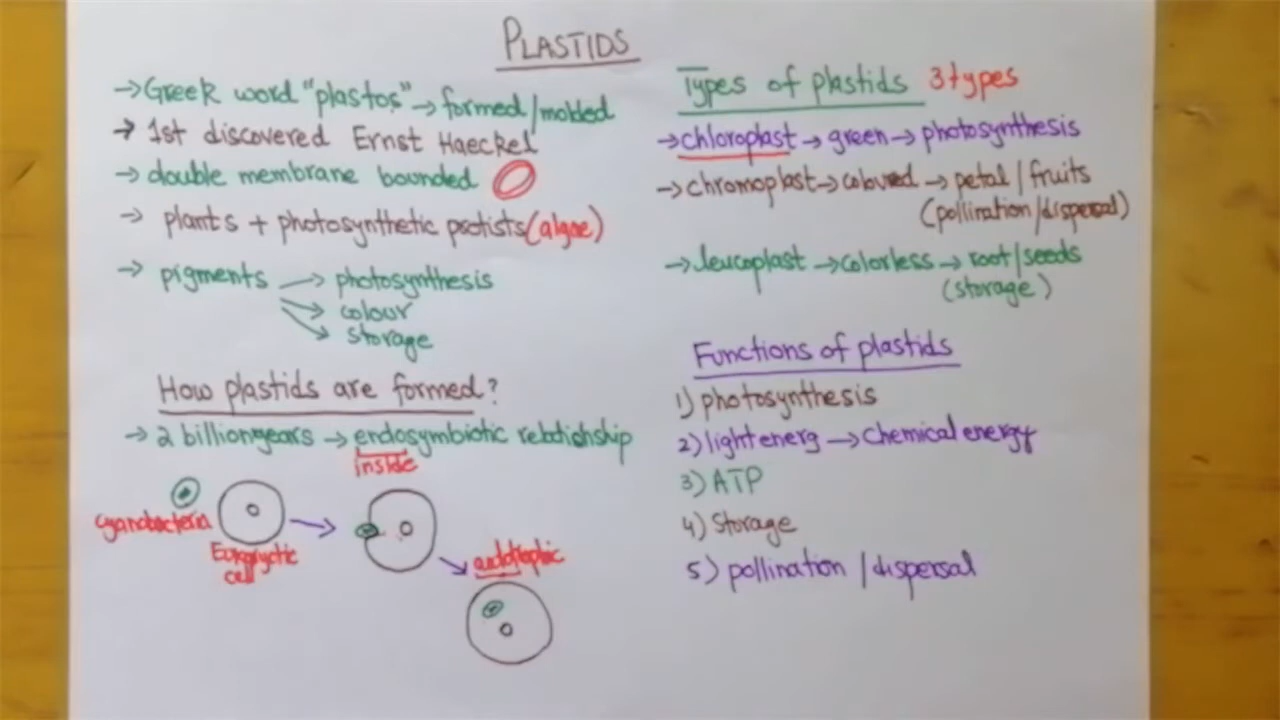 PLASTIDS
→ Greek word "plastos" → formed/molded
→ 1st discovered Ernst Haeckel
→ double membrane bounded
→ plants + photosynthetic protists (algae)
→ pigments → photosynthesis
→ colour
→ storage
How plastids are formed?
→ 2 billion years → endosymbiotic relationship
inside
cyanobacteria
Eukaryotic
cell
autotrophic
Types of plastids 3 types
→ chloroplast → green → photosynthesis
→ chromoplast → coloured → petal / fruits
(pollination/dispersal)
→ leucoplast → colorless → root/seeds
(storage)
Functions of plastids
1) photosynthesis
2) light energ → chemical energy
3) ATP
4) Storage
5) pollination / dispersal